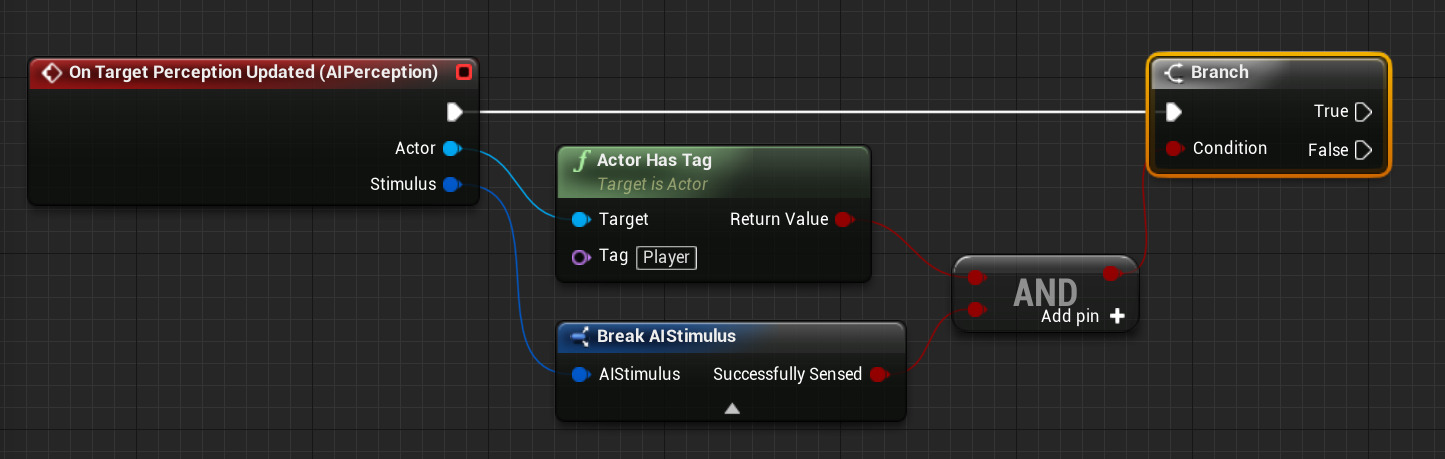 On Target Perception Updated (AIPerception)
Actor
Stimulus
Actor Has Tag
Target is Actor
Target
Return Value
Tag
Player
Break AIStimulus
AIStimulus
Successfully Sensed
AND
Add pin
Branch
True
Condition
False